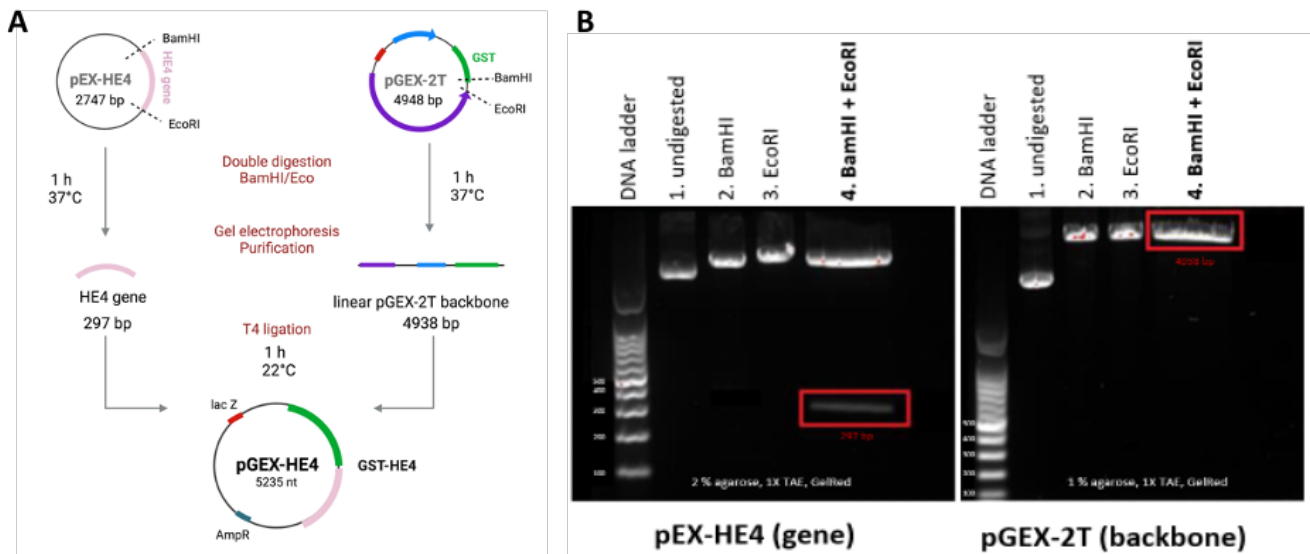 A
BamHI
HE4 gene
pEX-HE4
2747 bp
EcoRI
GST
pGEX-2T
4948 bp
BamHI
EcoRI
Double digestion
BamHI/Eco
1 h
37°C
1 h
37°C
Gel electrophoresis
Purification
HE4 gene
297 bp
linear pGEX-2T backbone
4938 bp
T4 ligation
1 h
22°C
lac Z
pGEX-HE4
5235 nt
GST-HE4
AmpR
B
DNA ladder
1. undigested
2. BamHI
3. EcoRI
4. BamHI + EcoRI
200
100
297 bp
2 % agarose, 1X TAE, GelRed
pEX-HE4 (gene)
DNA ladder
1. undigested
2. BamHI
3. EcoRI
4. BamHI + EcoRI
1 % agarose, 1X TAE, GelRed
pGEX-2T (backbone)